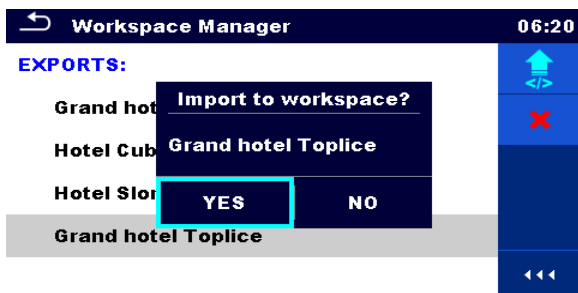 Workspace Manager 06:20
EXPORTS:
Grand hot
Hotel Cub
Hotel Slon
Grand hotel Toplice
Import to workspace?
Grand hotel Toplice
YES NO
</>